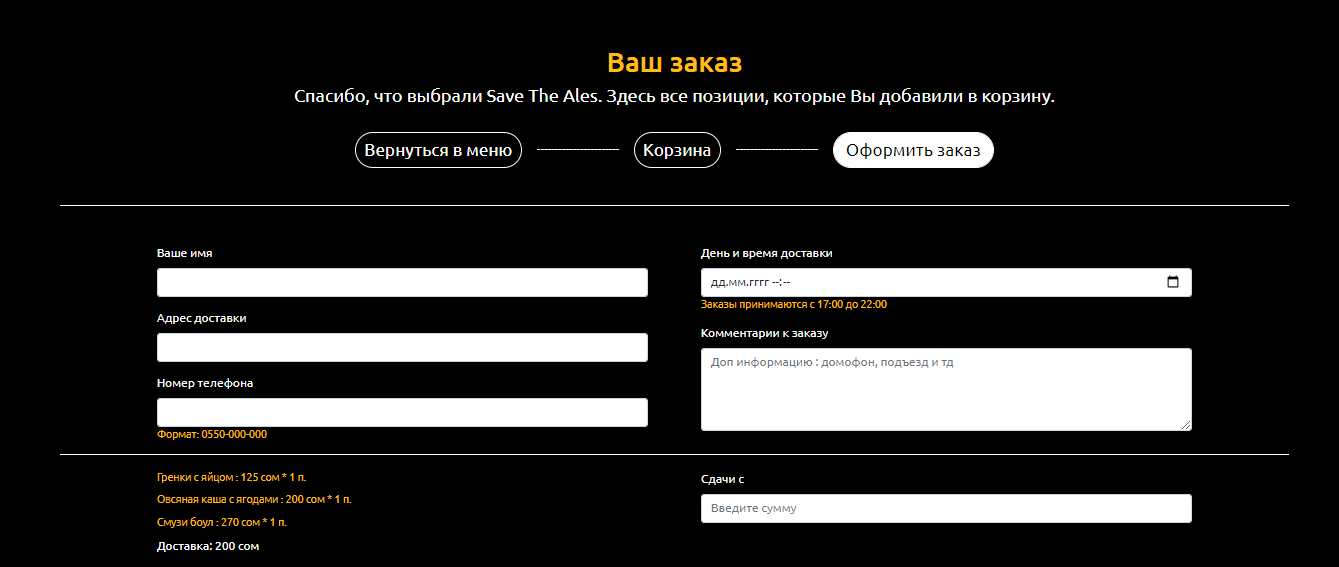 Ваш заказ
Спасибо, что выбрали Save The Ales. Здесь все позиции, которые Вы добавили в корзину.
Вернуться в меню --------------------- Корзина --------------------- Оформить заказ
Ваше имя
Адрес доставки
Номер телефона
Формат: 0550-000-000
День и время доставки
дд.мм.гггг --:--
Заказы принимаются с 17:00 до 22:00
Комментарии к заказу
Доп информацию : домофон, подъезд и тд
Гренки с яйцом : 125 сом * 1 п.
Овсяная каша с ягодами : 200 сом * 1 п.
Смузи боул : 270 сом * 1 п.
Доставка: 200 сом
Сдачи с
Введите сумму